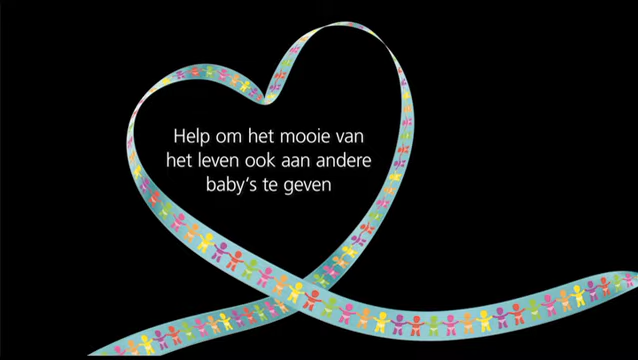 Help om het mooie van
het leven ook aan andere
baby's te geven